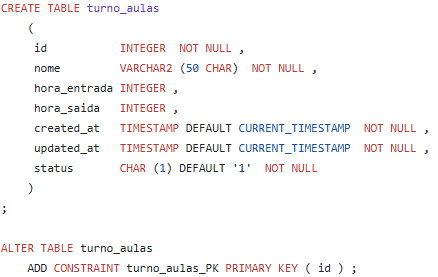 CREATE TABLE turno_aulas
(
id INTEGER NOT NULL ,
nome VARCHAR2 (50 CHAR) NOT NULL ,
hora_entrada INTEGER ,
hora_saida INTEGER ,
created_at TIMESTAMP DEFAULT CURRENT_TIMESTAMP NOT NULL ,
updated_at TIMESTAMP DEFAULT CURRENT_TIMESTAMP NOT NULL ,
status CHAR (1) DEFAULT '1' NOT NULL
)
;
ALTER TABLE turno_aulas
ADD CONSTRAINT turno_aulas_PK PRIMARY KEY ( id ) ;